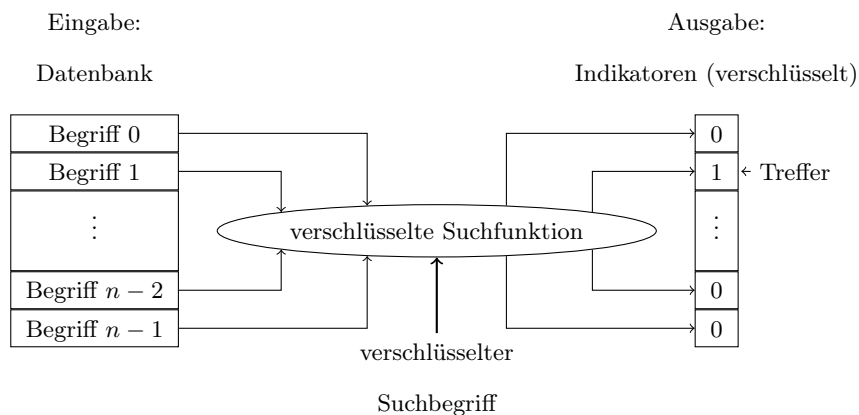 Eingabe:
Datenbank
Ausgabe:
Indikatoren (verschlüsselt)
Begriff 0
Begriff 1
⋮
Begriff n − 2
Begriff n − 1
verschlüsselte Suchfunktion
verschlüsselter
Suchbegriff
0
1
Treffer
⋮
0
0